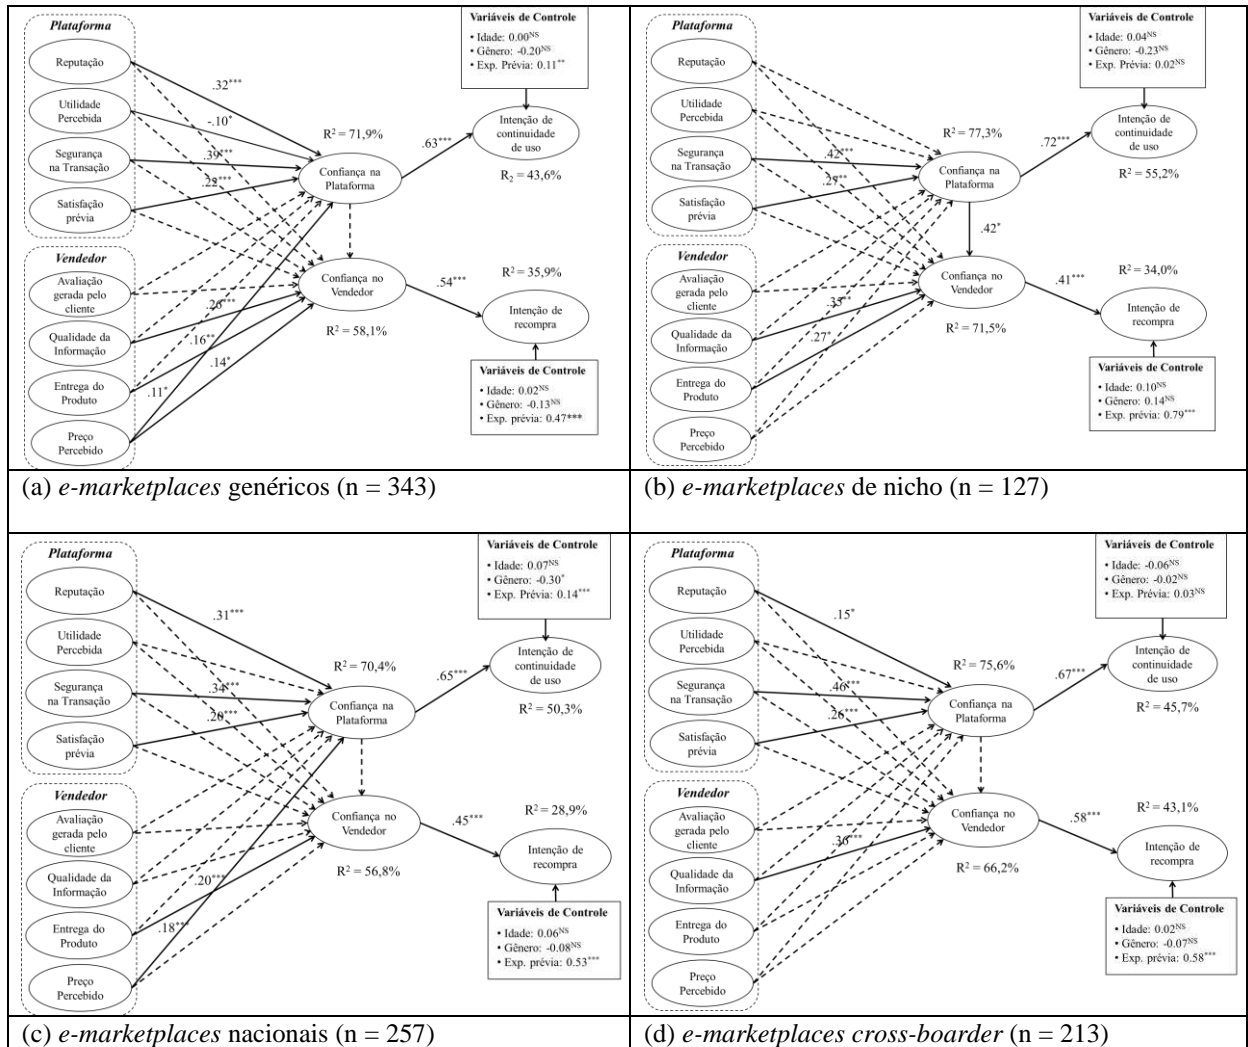 Plataforma
Reputação
Utilidade
Percebida
Segurança
na Transação
Satisfação
prévia
Vendedor
Avaliação
gerada pelo
cliente
Qualidade da
Informação
Entrega do
Produto
Preço
Percebido
.32***
-.10*
.39***
.22***
.26***
.16**
.14*
.11*
R² = 71,9%
Confiança na
Plataforma
Confiança no
Vendedor
R² = 58,1%
.63***
.54***
Variáveis de Controle
• Idade: 0.00NS
• Gênero: -0.20NS
• Exp. Prévia: 0.11**
Intenção de
continuidade
de uso
R₂ = 43,6%
R² = 35,9%
Intenção de
recompra
Variáveis de Controle
• Idade: 0.02NS
• Gênero: -0.13NS
• Exp. prévia: 0.47***
(a) e-marketplaces genéricos (n = 343)
Plataforma
Reputação
Utilidade
Percebida
Segurança
na Transação
Satisfação
prévia
Vendedor
Avaliação
gerada pelo
cliente
Qualidade da
Informação
Entrega do
Produto
Preço
Percebido
.42***
.27**
.35**
.27*
R² = 77,3%
Confiança na
Plataforma
.42*
Confiança no
Vendedor
R² = 71,5%
.72***
.41***
Variáveis de Controle
• Idade: 0.04NS
• Gênero: -0.23NS
• Exp. Prévia: 0.02NS
Intenção de
continuidade
de uso
R² = 55,2%
R² = 34,0%
Intenção de
recompra
Variáveis de Controle
• Idade: 0.10NS
• Gênero: 0.14NS
• Exp. prévia: 0.79***
(b) e-marketplaces de nicho (n = 127)
Plataforma
Reputação
Utilidade
Percebida
Segurança
na Transação
Satisfação
prévia
Vendedor
Avaliação
gerada pelo
cliente
Qualidade da
Informação
Entrega do
Produto
Preço
Percebido
.31***
.34***
.20***
.20***
.18***
R² = 70,4%
Confiança na
Plataforma
Confiança no
Vendedor
R² = 56,8%
.65***
.45***
Variáveis de Controle
• Idade: 0.07NS
• Gênero: -0.30*
• Exp. Prévia: 0.14***
Intenção de
continuidade
de uso
R² = 50,3%
R² = 28,9%
Intenção
de recompra
Variáveis de Controle
• Idade: 0.06NS
• Gênero: -0.08NS
• Exp. prévia: 0.53***
(c) e-marketplaces nacionais (n = 257)
Plataforma
Reputação
Utilidade
Percebida
Segurança
na Transação
Satisfação
prévia
Vendedor
Avaliação
gerada pelo
cliente
Qualidade da
Informação
Entrega do
Produto
Preço
Percebido
.15*
.46***
.26***
.36***
R² = 75,6%
Confiança na
Plataforma
Confiança no
Vendedor
R² = 66,2%
.67***
.58***
Variáveis de Controle
• Idade: -0.06NS
• Gênero: -0.02NS
• Exp. Prévia: 0.03NS
Intenção de
continuidade
de uso
R² = 45,7%
R² = 43,1%
Intenção
de recompra
Variáveis de Controle
• Idade: 0.02NS
• Gênero: -0.07NS
• Exp. prévia: 0.58***
(d) e-marketplaces cross-boarder (n = 213)